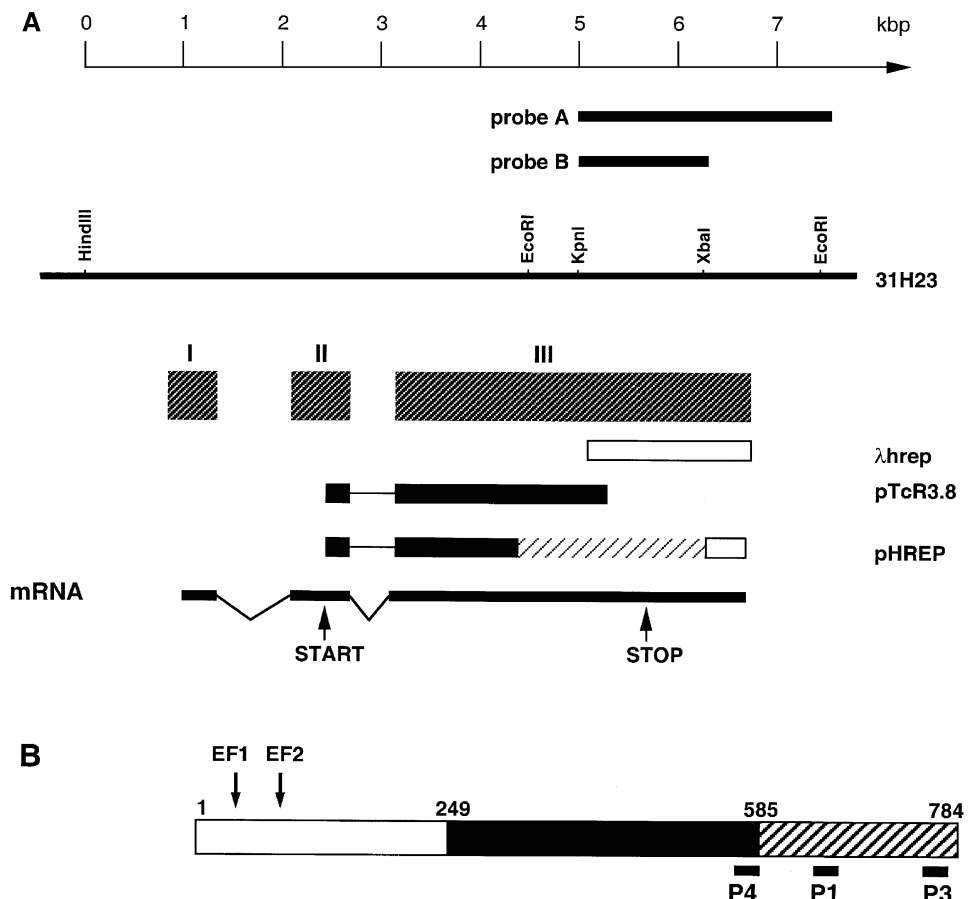 A
0 1 2 3 4 5 6 7 kbp
probe A
probe B
HindIII EcoRI KpnI XbaI EcoRI
31H23
I II III
λhrep
pTcR3.8
pHREP
mRNA
START STOP
B
EF1 EF2
1 249 585 784
P4 P1 P3